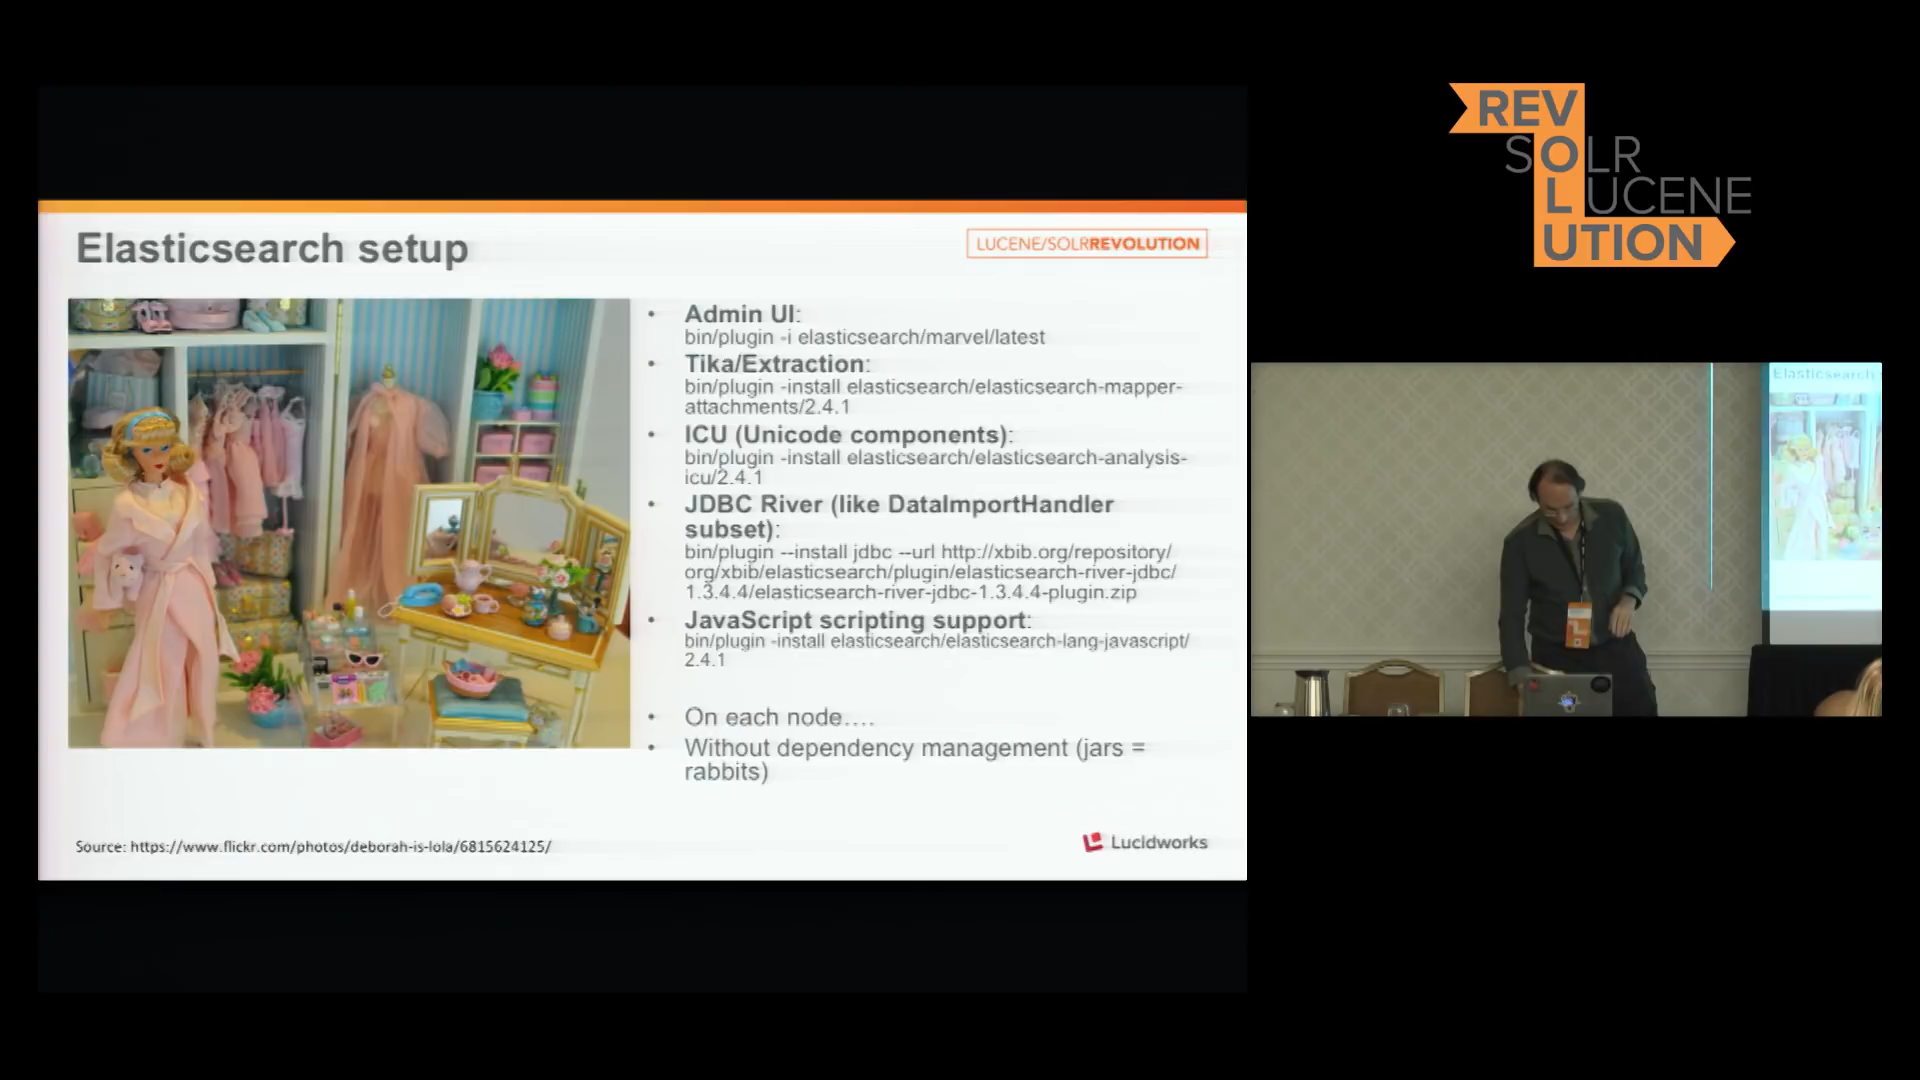 REV
SOLR
LUCENE
UTION
Elasticsearch setup
LUCENE/SOLRREVOLUTION
• Admin UI:
bin/plugin -i elasticsearch/marvel/latest
• Tika/Extraction:
bin/plugin -install elasticsearch/elasticsearch-mapper-
attachments/2.4.1
• ICU (Unicode components):
bin/plugin -install elasticsearch/elasticsearch-analysis-
icu/2.4.1
• JDBC River (like DataImportHandler
subset):
bin/plugin --install jdbc --url http://xbib.org/repository/
org/xbib/elasticsearch/plugin/elasticsearch-river-jdbc/
1.3.4.4/elasticsearch-river-jdbc-1.3.4.4-plugin.zip
• JavaScript scripting support:
bin/plugin -install elasticsearch/elasticsearch-lang-javascript/
2.4.1
• On each node....
• Without dependency management (jars =
rabbits)
Source: https://www.flickr.com/photos/deborah-is-lola/6815624125/
Lucidworks
Elasticsearch